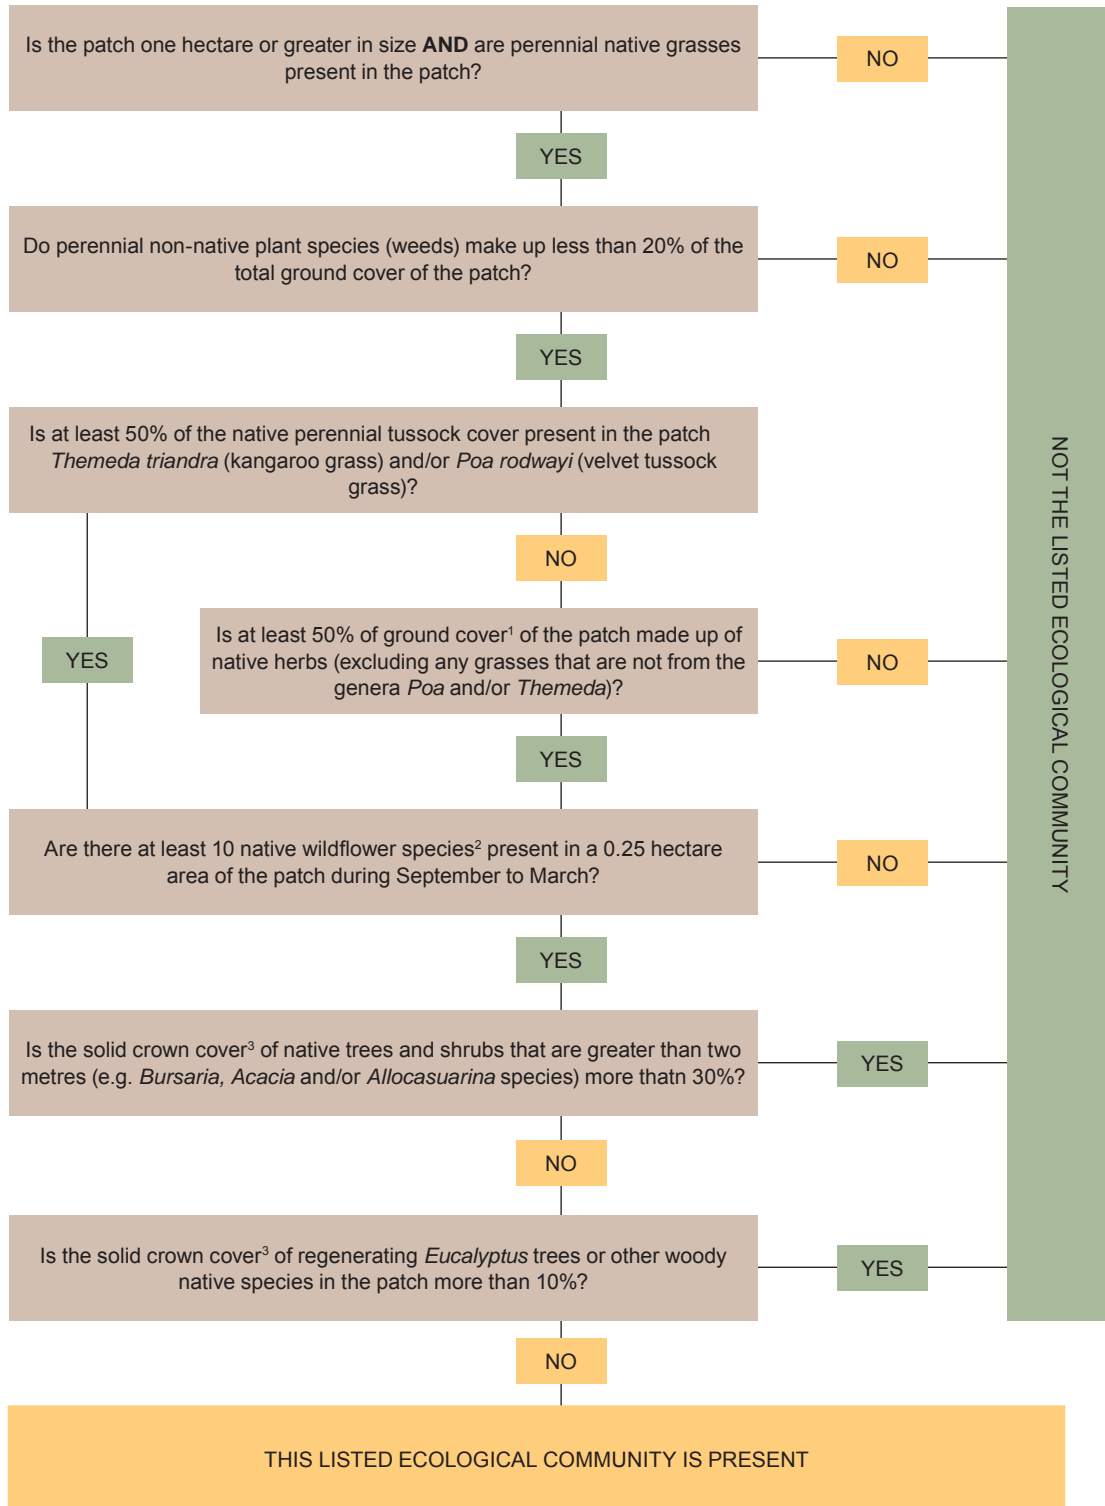 Is the patch one hectare or greater in size AND are perennial native grasses
present in the patch?
NO
YES
Do perennial non-native plant species (weeds) make up less than 20% of the
total ground cover of the patch?
NO
YES
Is at least 50% of the native perennial tussock cover present in the patch
Themeda triandra (kangaroo grass) and/or Poa rodwayi (velvet tussock
grass)?
NO
YES
Is at least 50% of ground cover¹ of the patch made up of
native herbs (excluding any grasses that are not from the
genera Poa and/or Themeda)?
NO
YES
Are there at least 10 native wildflower species² present in a 0.25 hectare
area of the patch during September to March?
NO
YES
Is the solid crown cover³ of native trees and shrubs that are greater than two
metres (e.g. Bursaria, Acacia and/or Allocasuarina species) more thatn 30%?
YES
NO
Is the solid crown cover³ of regenerating Eucalyptus trees or other woody
native species in the patch more than 10%?
YES
NO
NOT THE LISTED ECOLOGICAL COMMUNITY
THIS LISTED ECOLOGICAL COMMUNITY IS PRESENT